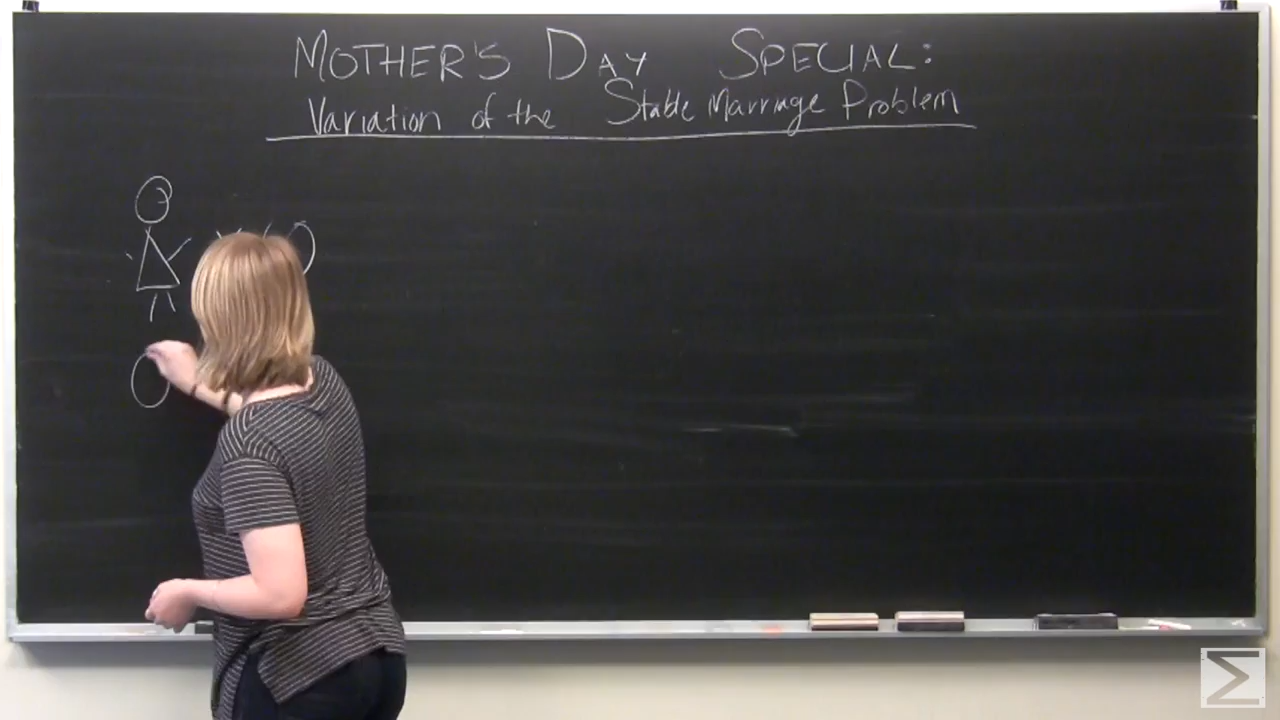 MOTHER'S DAY SPECIAL:
Variation of the Stable Marriage Problem
Σ